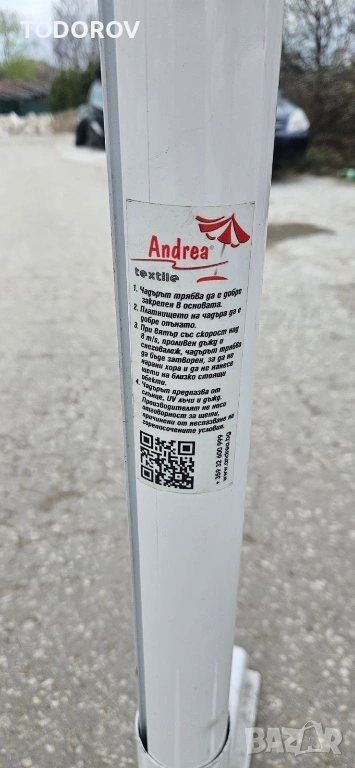 TODOROV
Andrea®
textile
1. Чадърът трябва да е добре
закрепен в основата.
2. Платнището на чадъра да е
добре опънато.
3. При вятър със скорост над
8 m/s, проливен дъжд и
снеговалеж, чадърът трябва
да бъде затворен, за да не
нарани хора и да не нанесе
щети на близко стоящи
обекти.
4. Чадърът предпазва от
слънце, UV лъчи и дъжд.
Производителят не носи
отговорност за щети,
причинени от неспазване на
горепосочените условия.
+ 359 32 600 999
BAZAR